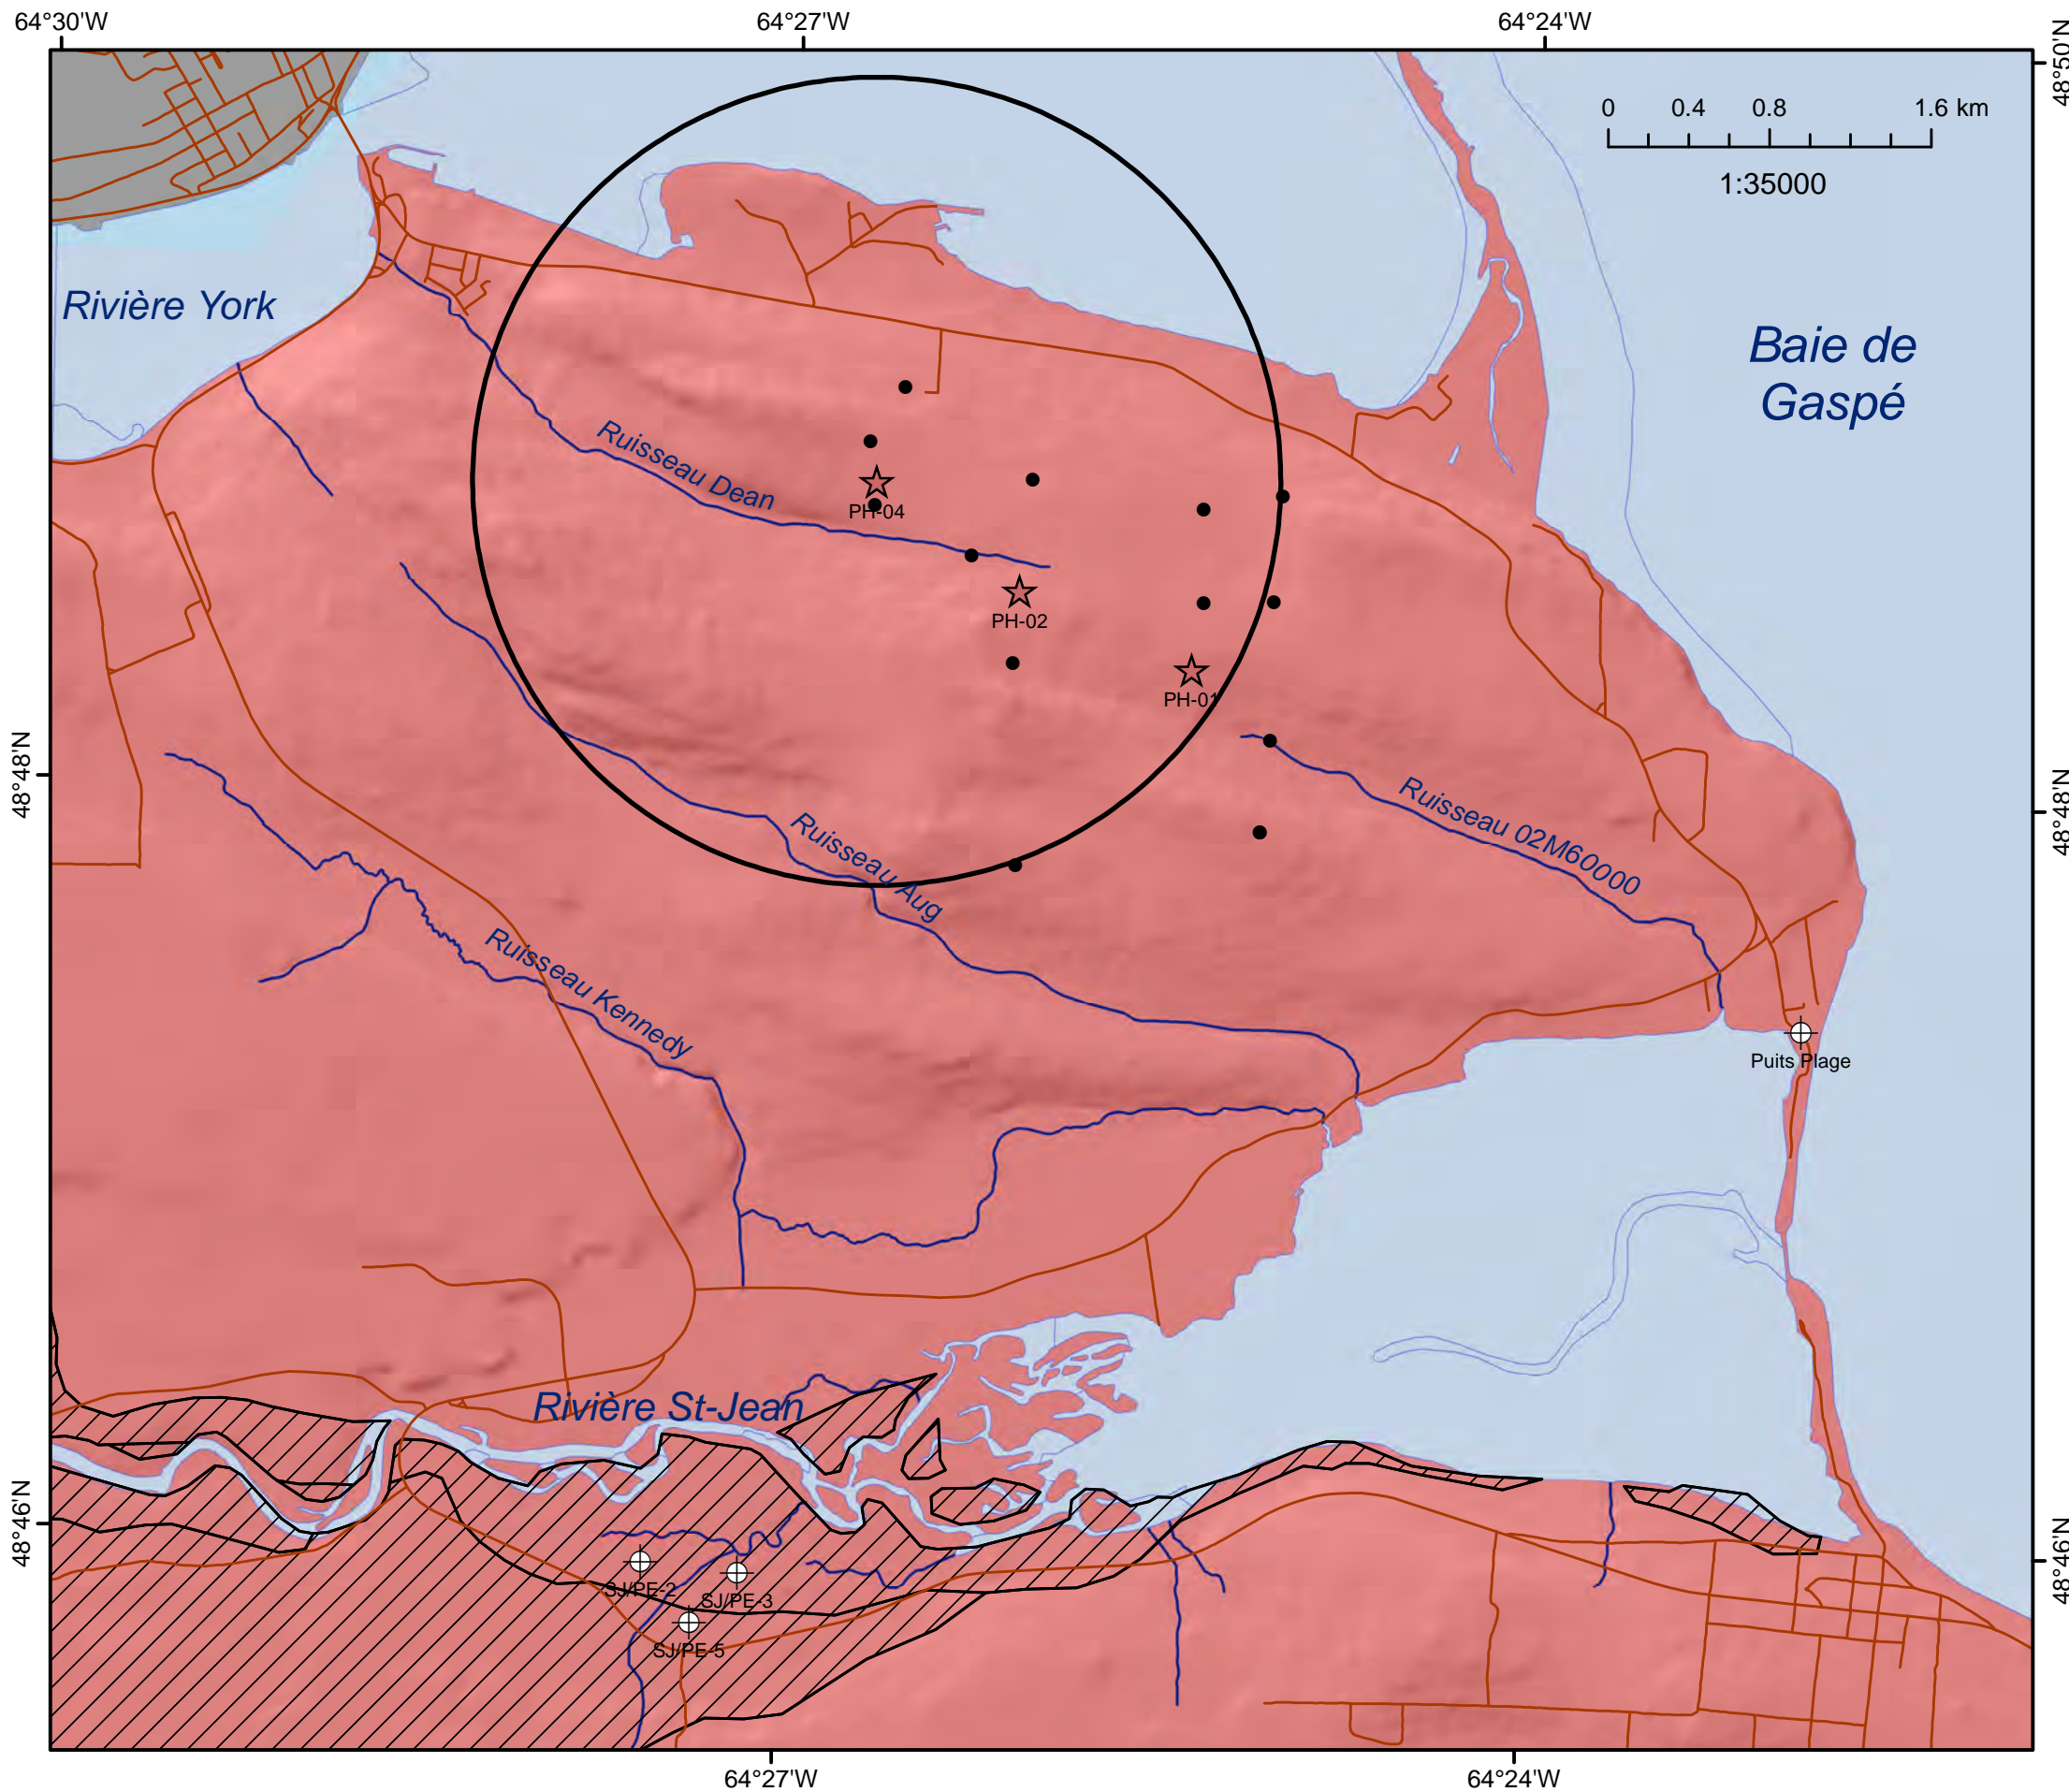 64°30'W
64°27'W
64°24'W
48°50'N
0 0.4 0.8 1.6 km
1:35000
Rivière York
Baie de
Gaspé
Ruisseau Dean
PH-04
PH-02
PH-01
48°48'N
48°48'N
Ruisseau 02M60000
Ruisseau Aug
Ruisseau Kennedy
Puits Plage
Rivière St-Jean
48°46'N
48°46'N
SJ/PE-2
SJ/PE-3
SJ/PE-5
64°27'W
64°24'W